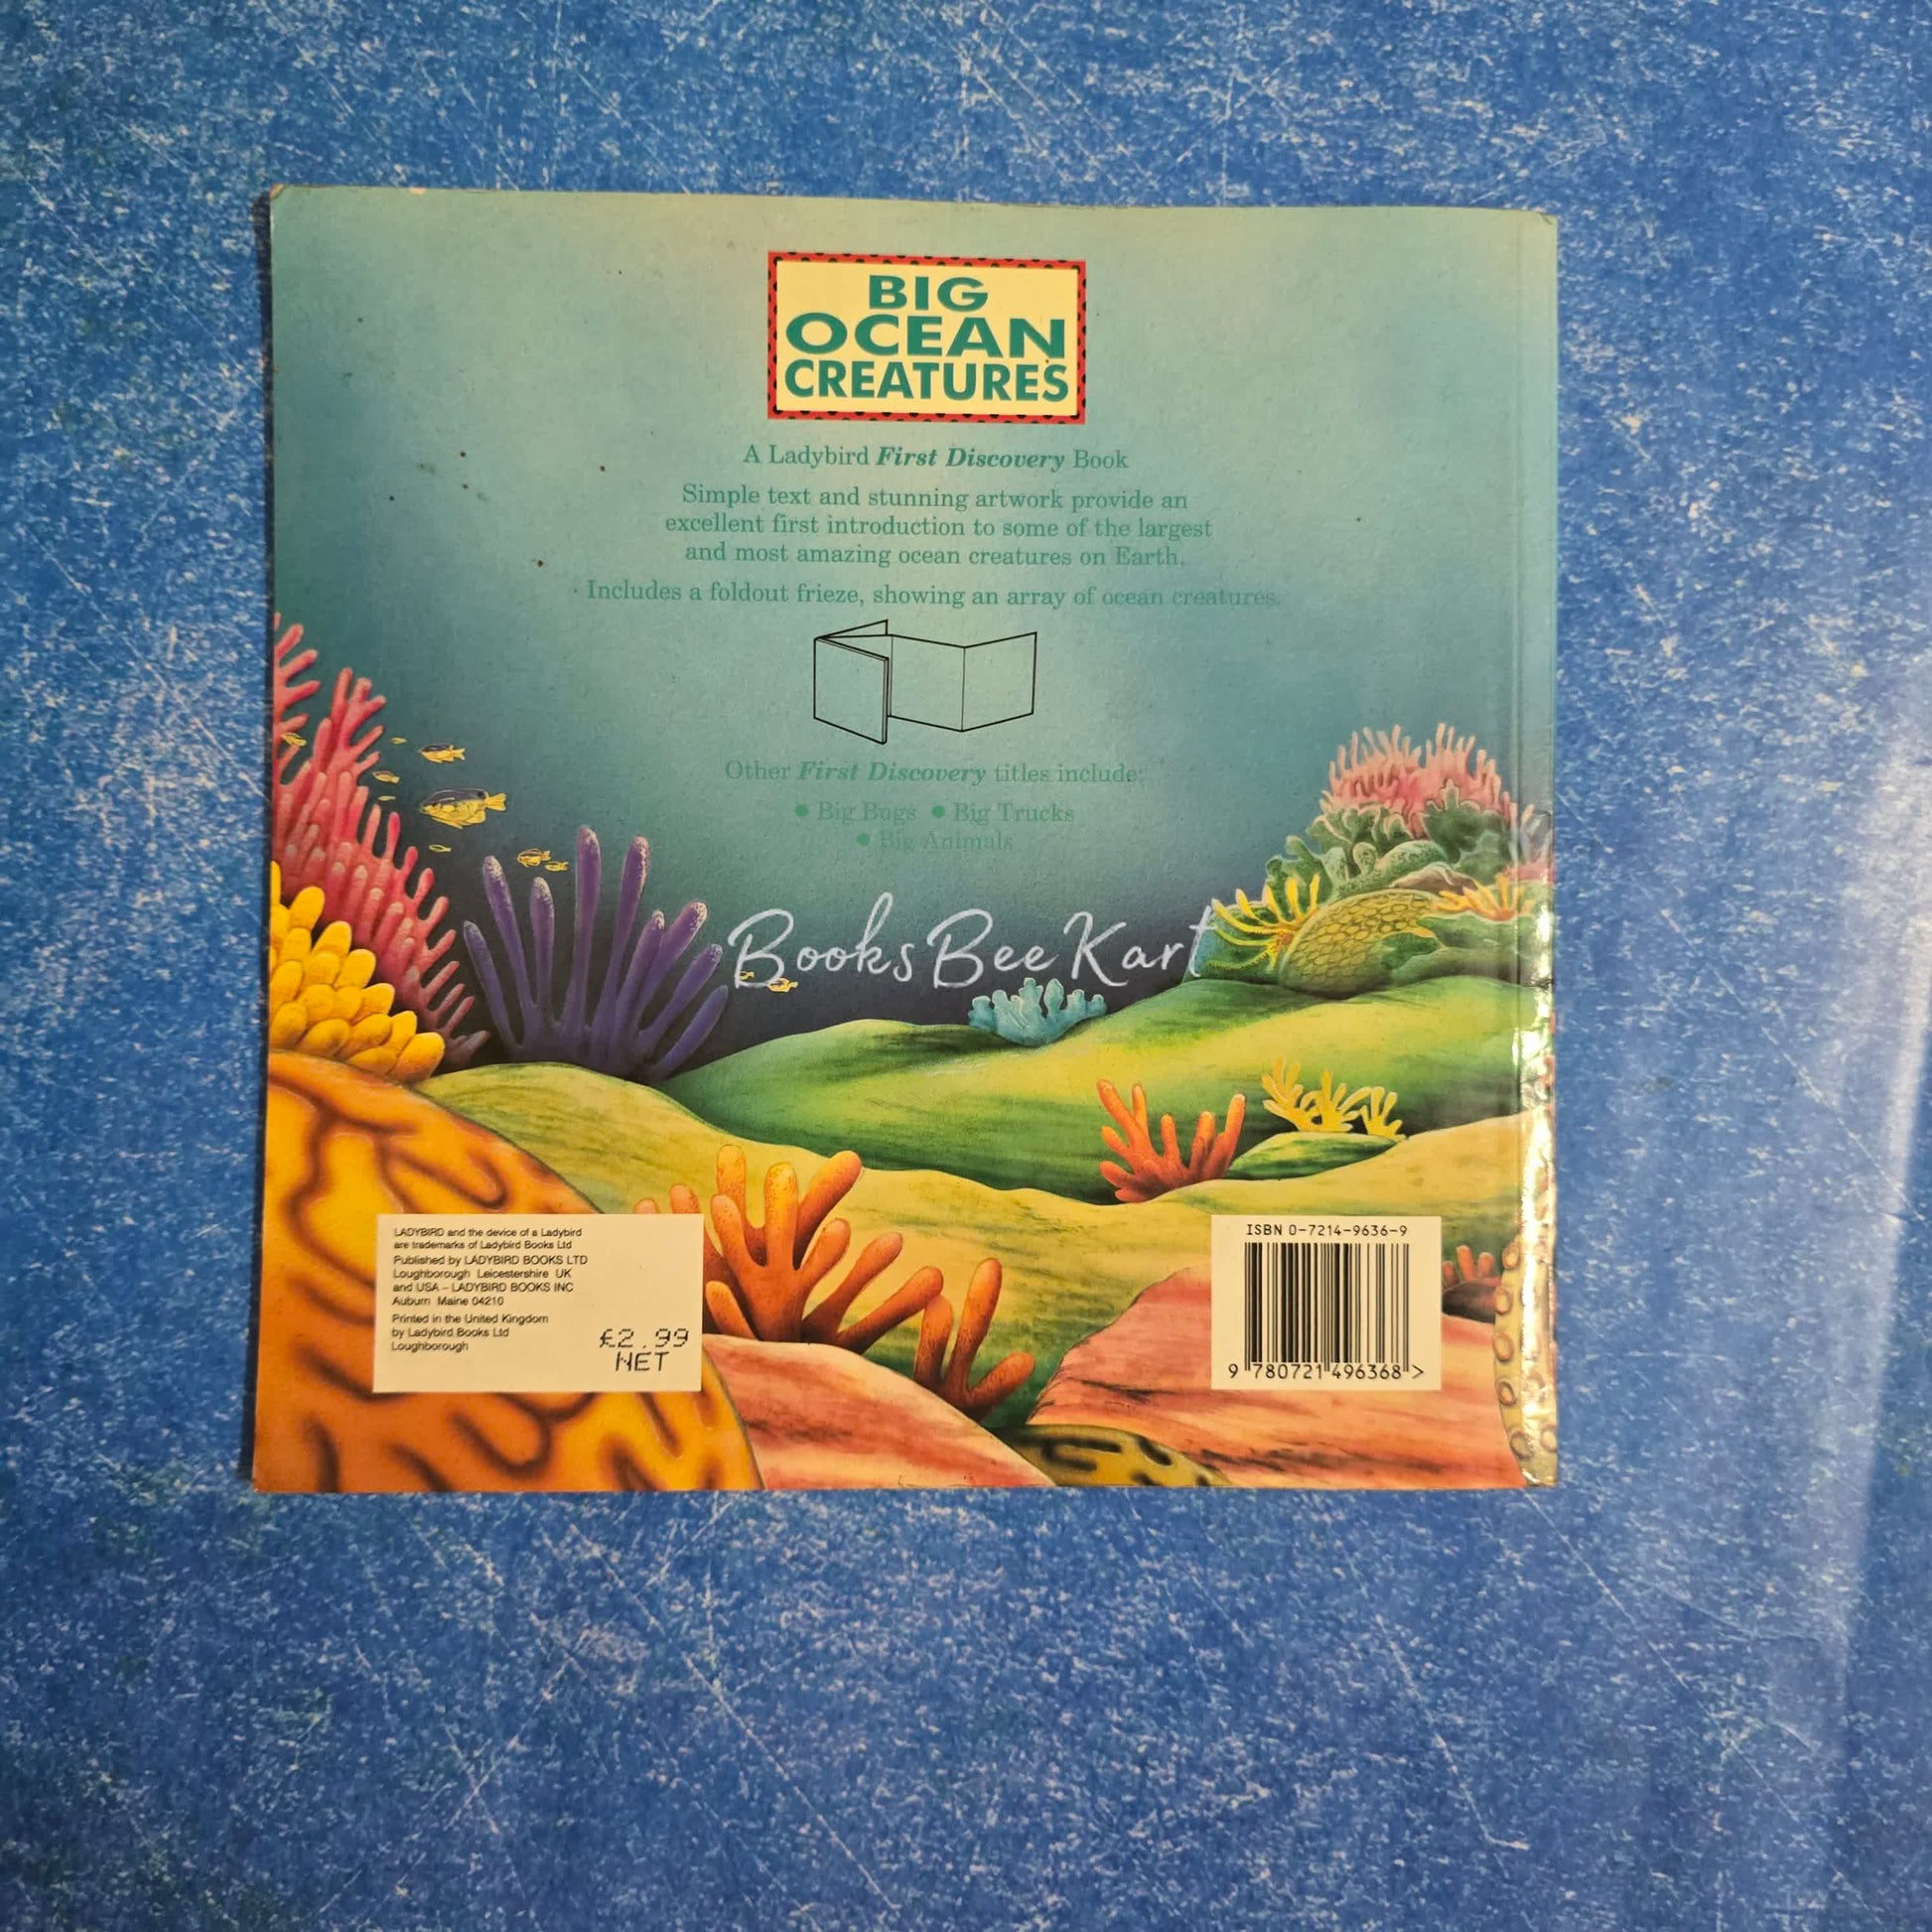 BIG
OCEAN
CREATURES
A Ladybird First Discovery Book
Simple text and stunning artwork provide an
excellent first introduction to some of the largest
and most amazing ocean creatures on Earth.
Includes a foldout frieze, showing an array of ocean creatures.
Other First Discovery titles include:
• Big Bugs • Big Trucks
• Big Animals
Books Bee Kart
LADYBIRD and the device of a Ladybird
are trademarks of Ladybird Books Ltd
Published by LADYBIRD BOOKS LTD
Loughborough Leicestershire UK
and USA – LADYBIRD BOOKS INC
Auburn Maine 04210
Printed in the United Kingdom
by Ladybird Books Ltd
Loughborough
£2.99
NET
ISBN 0-7214-9636-9
9 780721 496368 >